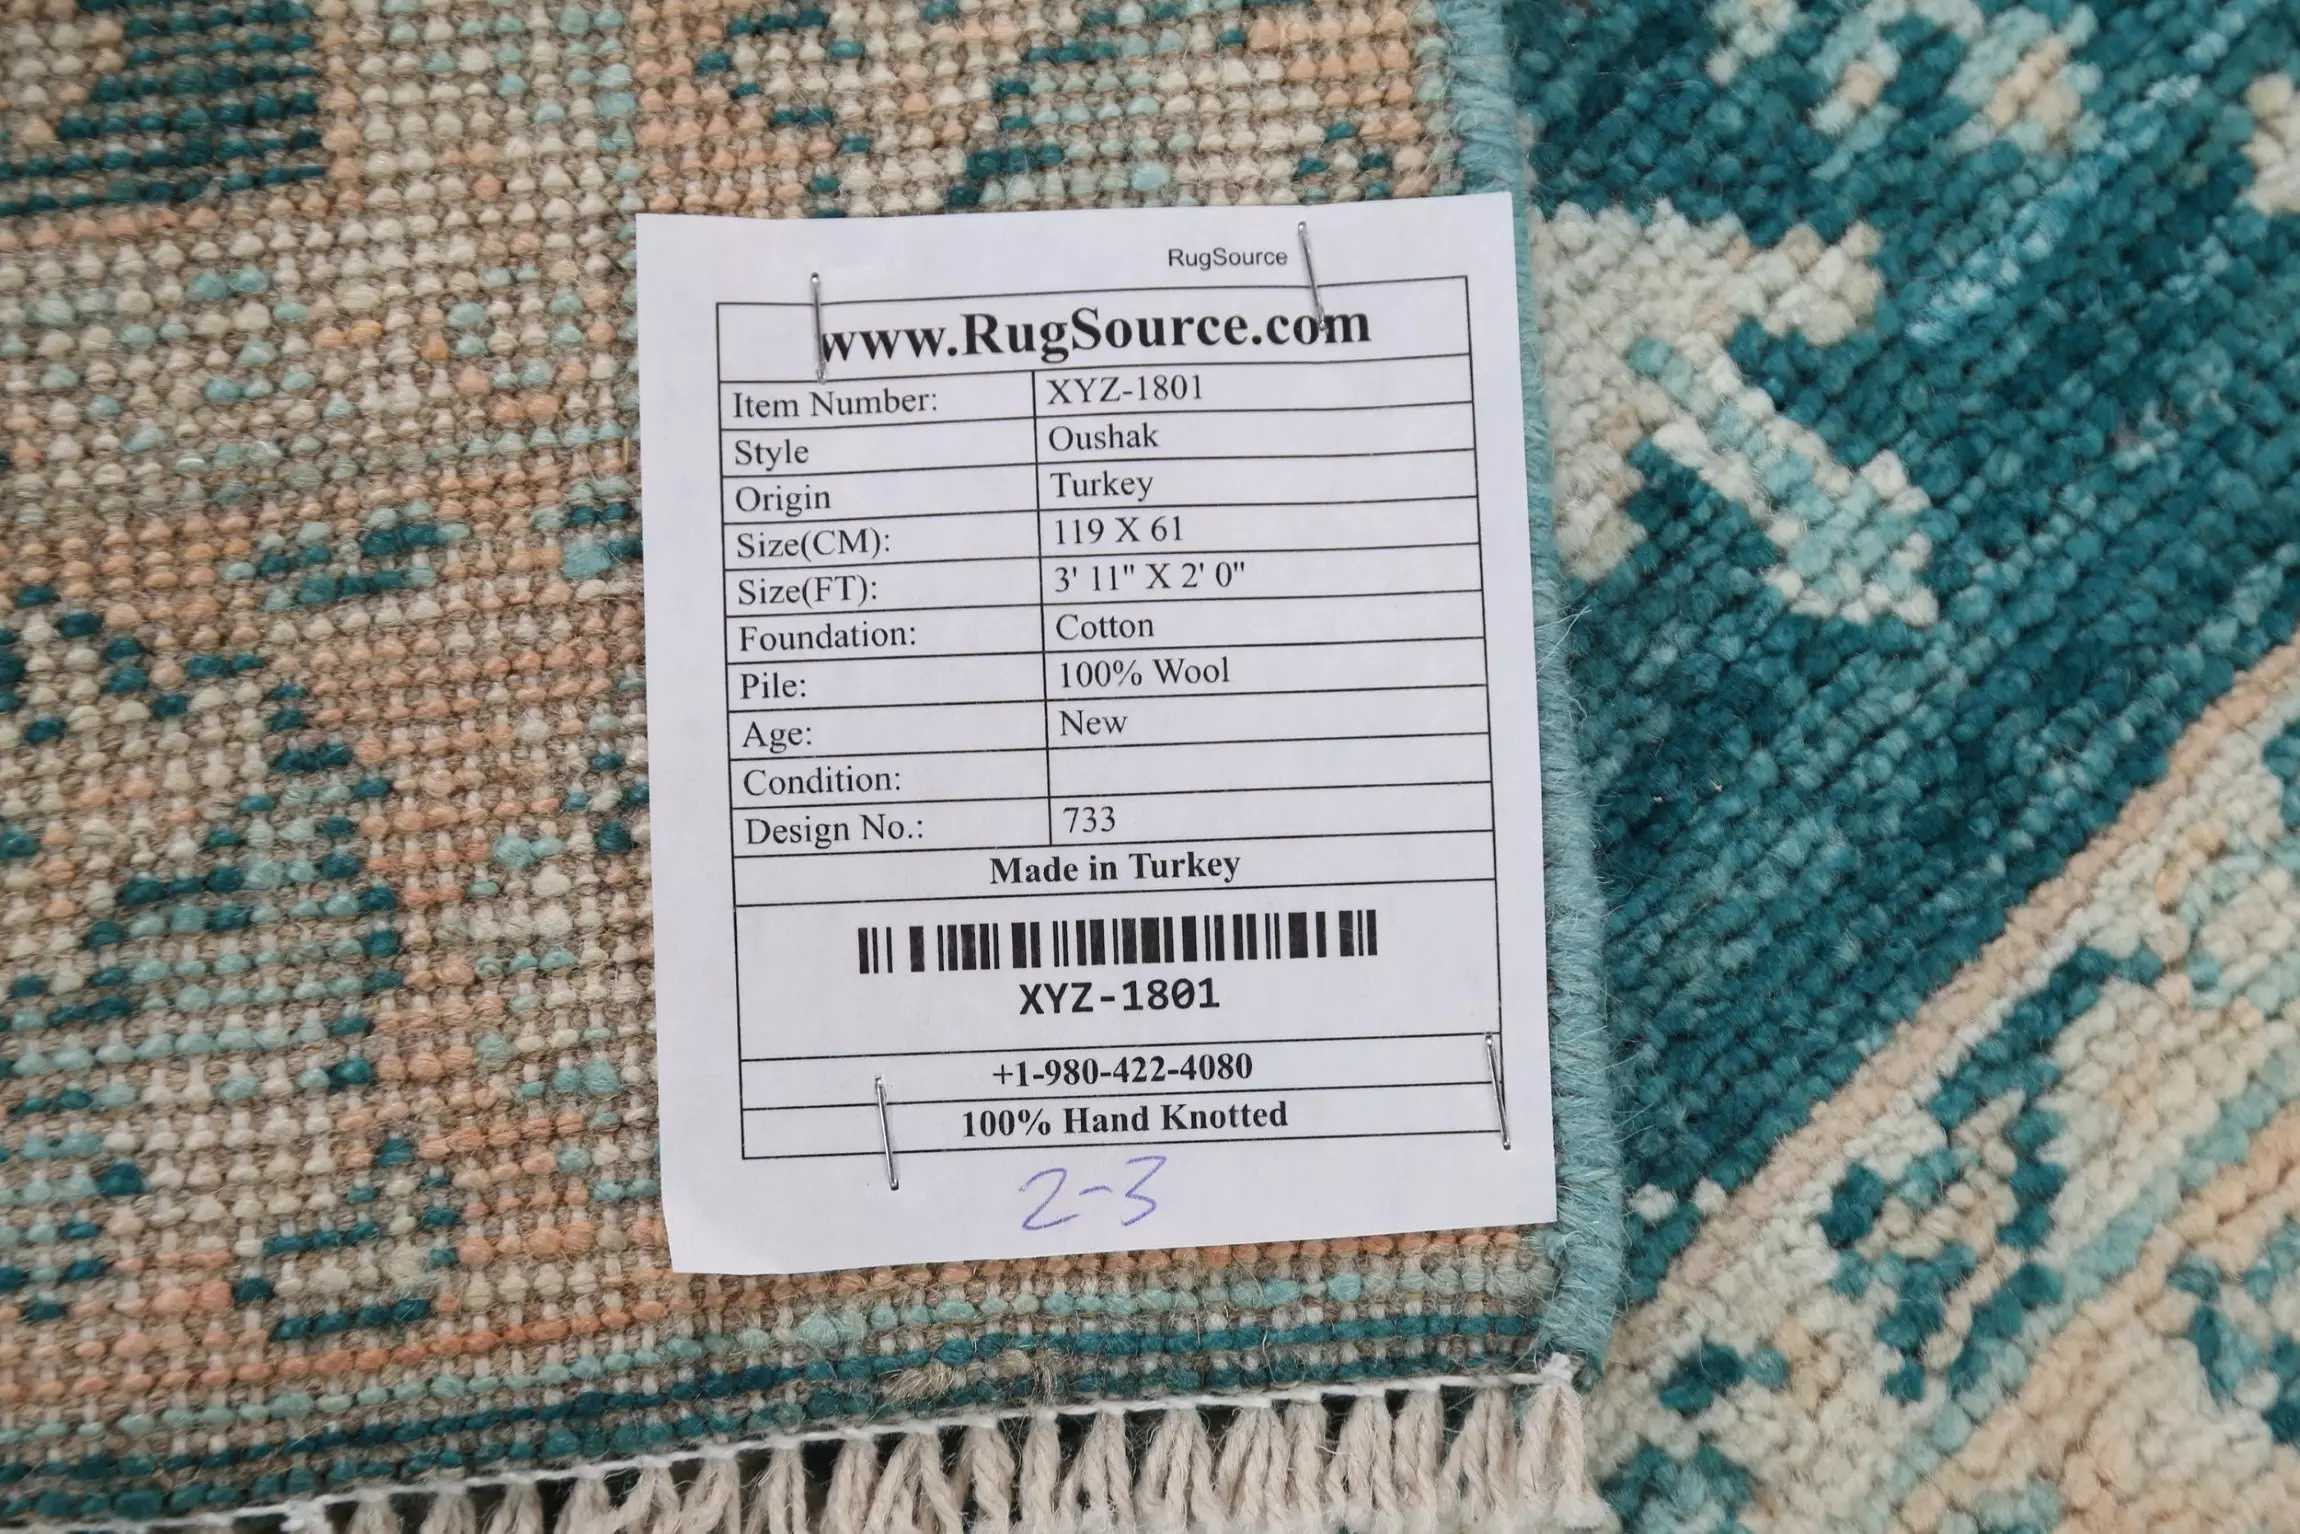 RugSource
www.RugSource.com
Item Number: XYZ-1801
Style Oushak
Origin Turkey
Size(CM): 119 X 61
Size(FT): 3' 11" X 2' 0"
Foundation: Cotton
Pile: 100% Wool
Age: New
Condition:
Design No.: 733
Made in Turkey
XYZ-1801
+1-980-422-4080
100% Hand Knotted
2-3